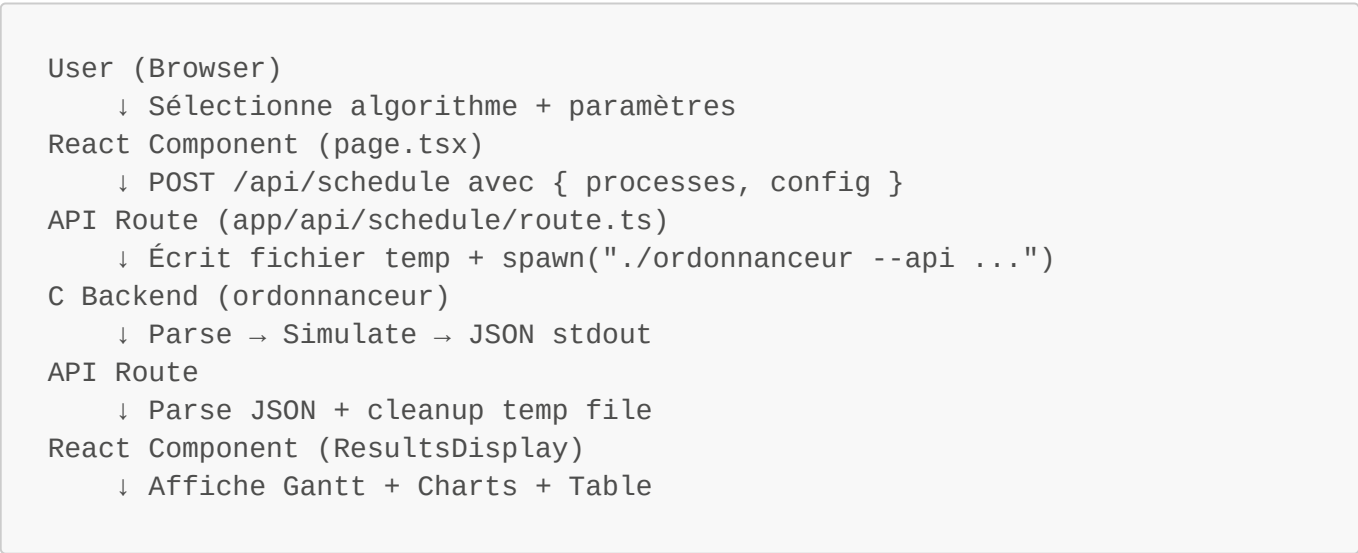 User (Browser)
↓ Sélectionne algorithme + paramètres
React Component (page.tsx)
↓ POST /api/schedule avec { processes, config }
API Route (app/api/schedule/route.ts)
↓ Écrit fichier temp + spawn("./ordonnanceur --api ...")
C Backend (ordonnanceur)
↓ Parse → Simulate → JSON stdout
API Route
↓ Parse JSON + cleanup temp file
React Component (ResultsDisplay)
↓ Affiche Gantt + Charts + Table